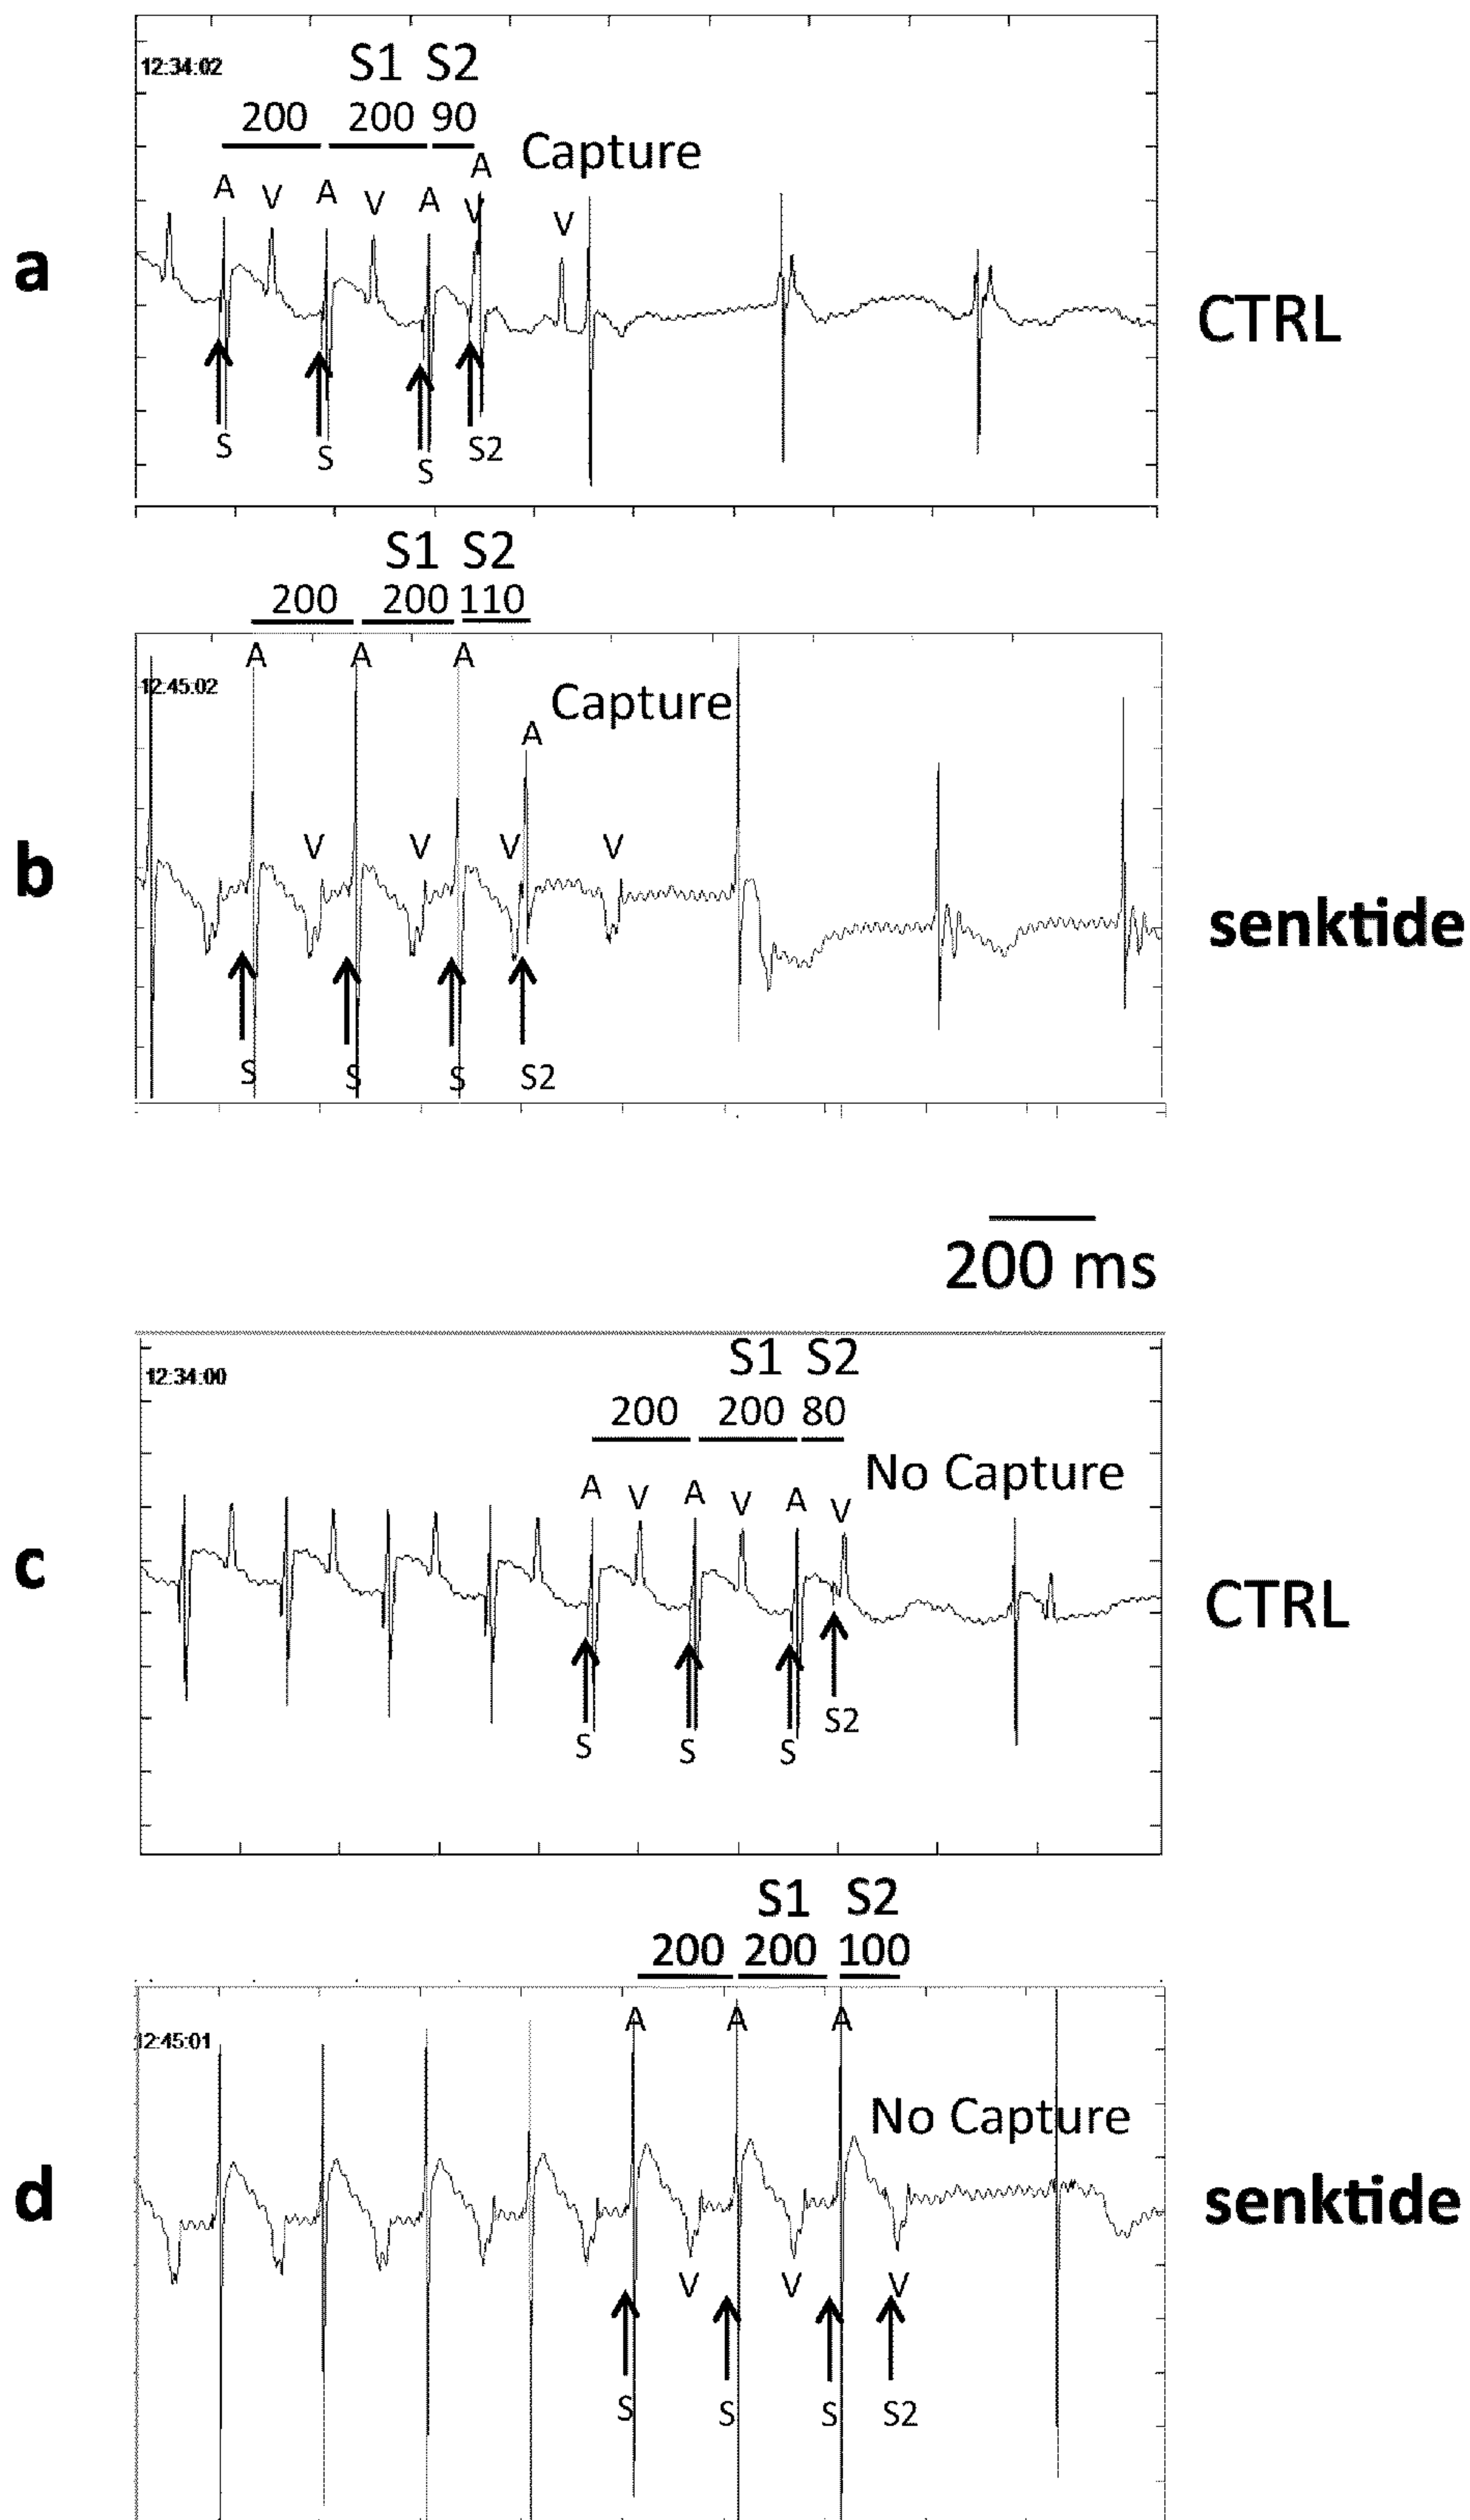 a
12:34:02
S1 S2
200 200 90
Capture
A V A V A V A V
S S S S2
CTRL
b
S1 S2
200 200 110
12:45:02
A A A
Capture
A
V V V V
S S S S2
senktide
200 ms
c
12:34:00
S1 S2
200 200 80
No Capture
A V A V A V
S S S S2
CTRL
d
S1 S2
200 200 100
12:45:01
A A A
No Capture
V V V
S S S S2
senktide